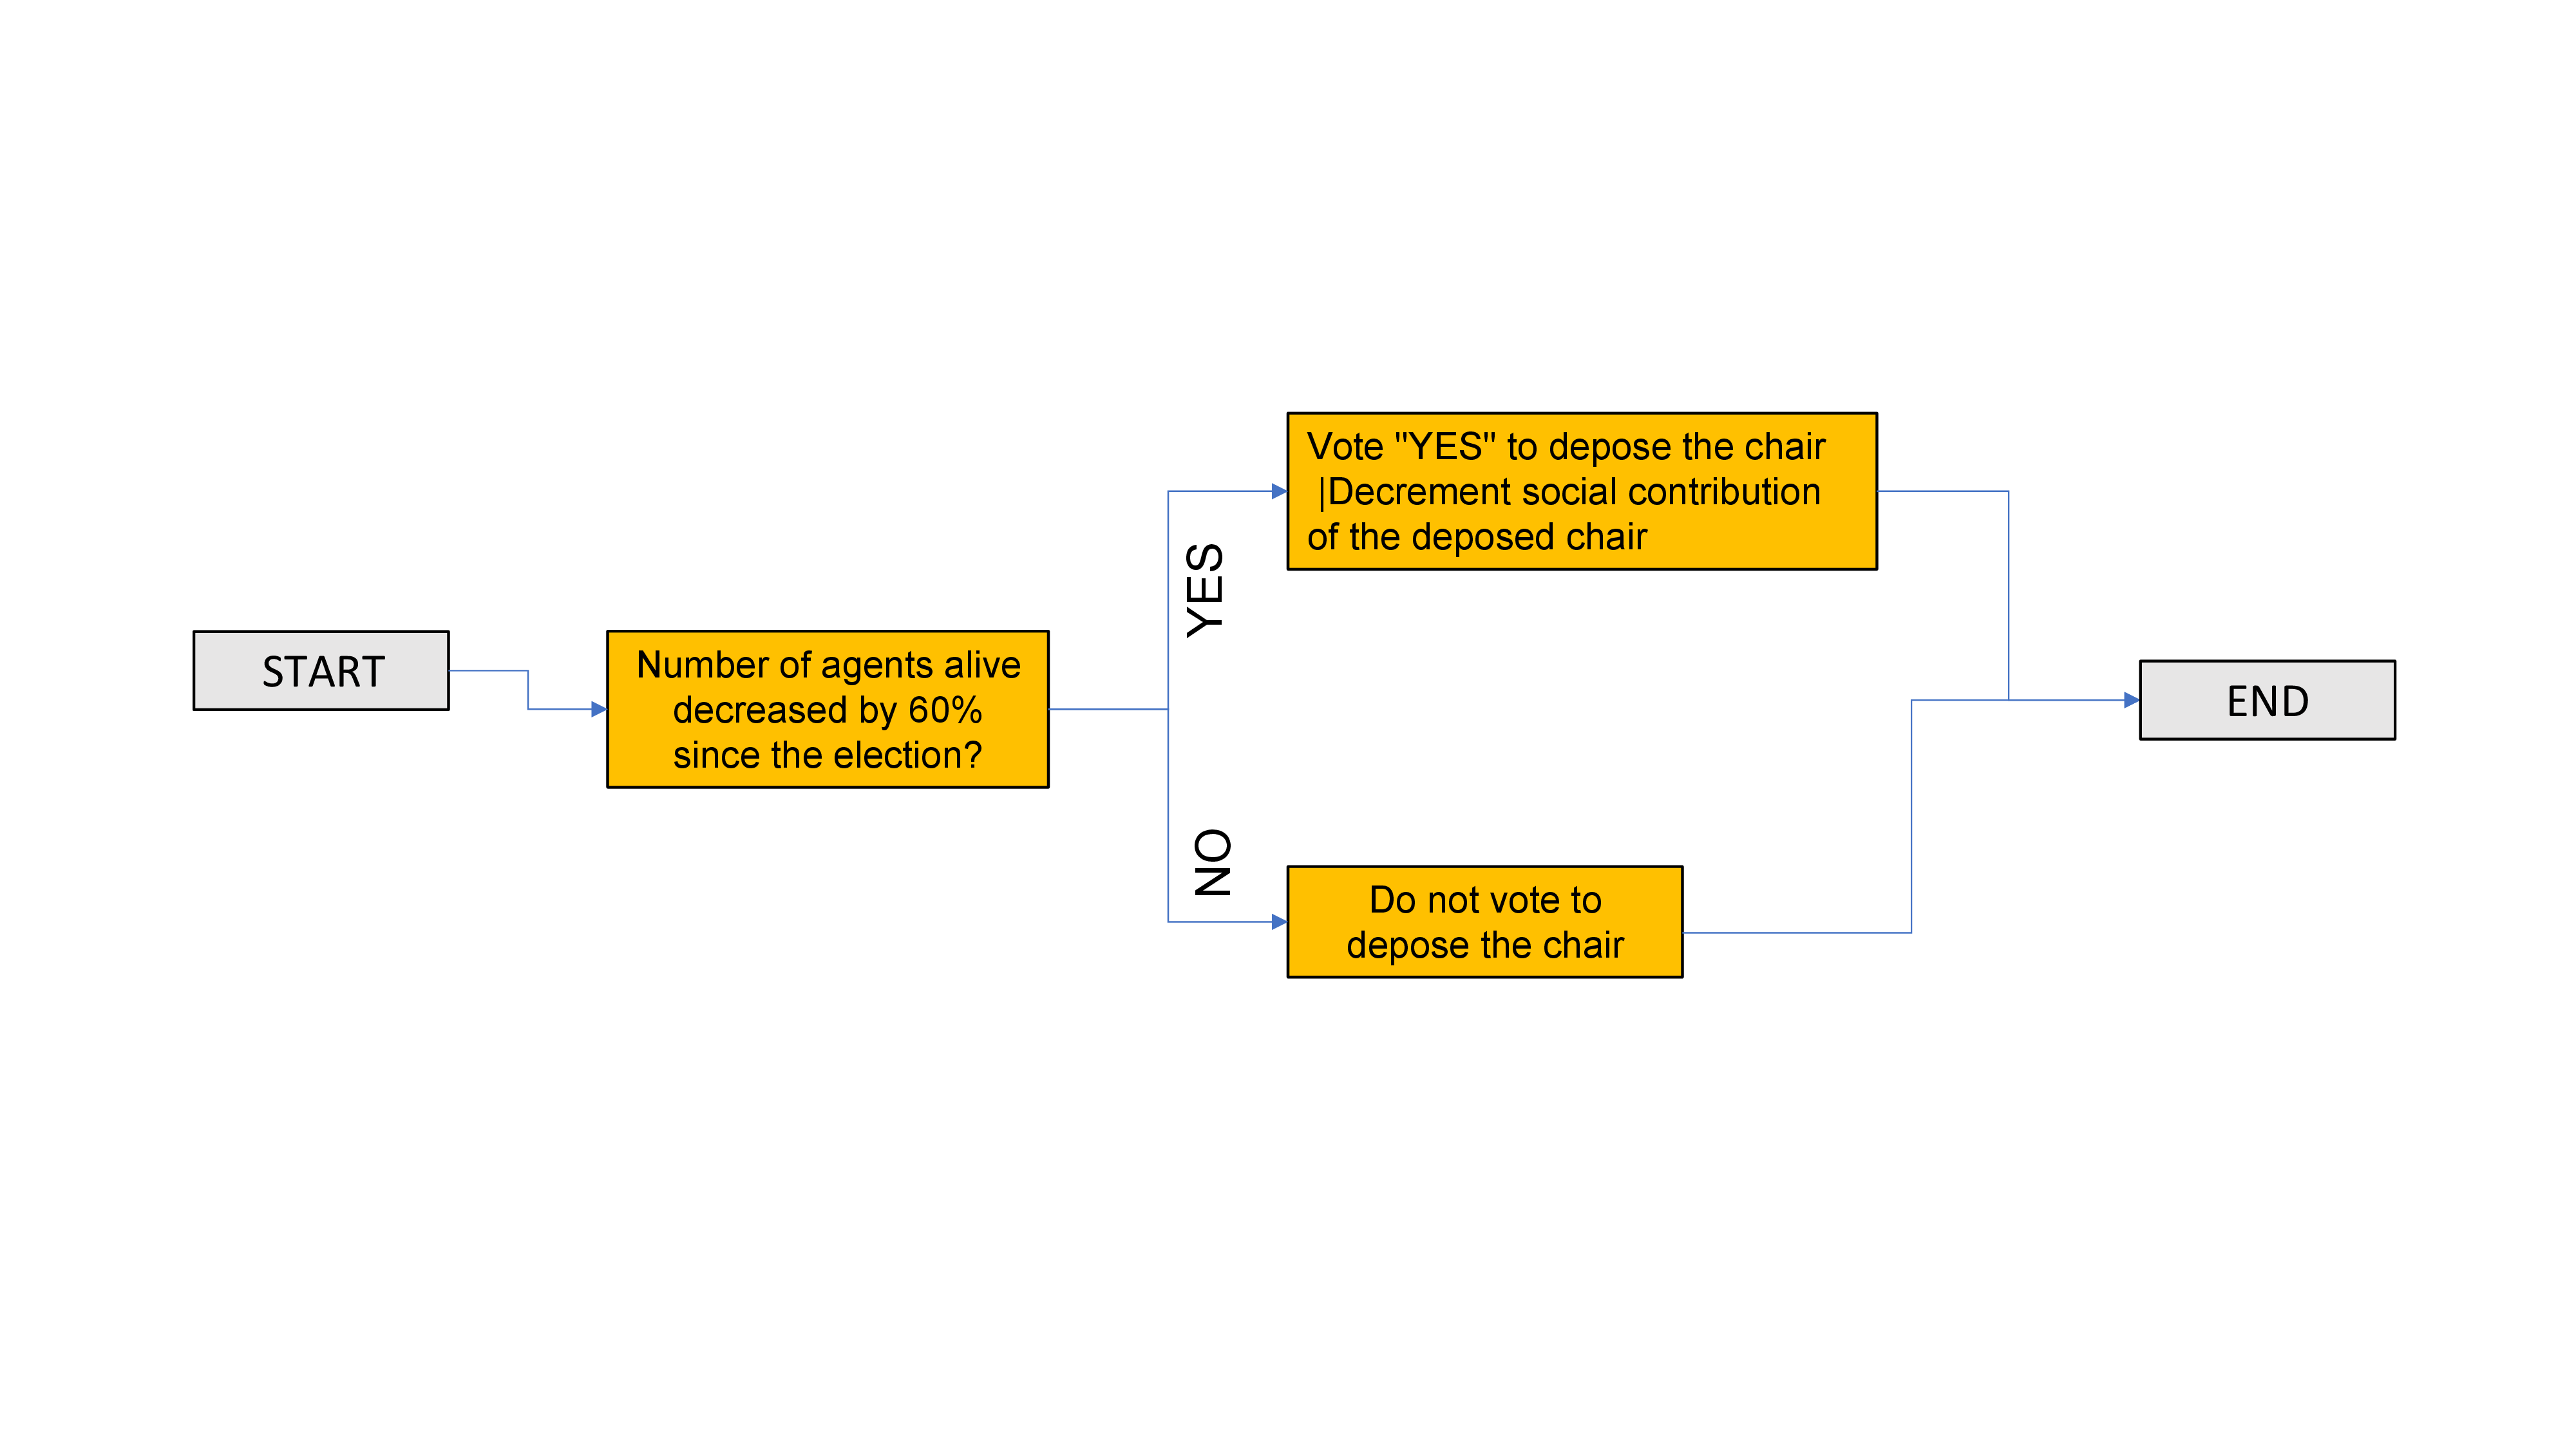 START
Number of agents alive
decreased by 60%
since the election?
YES
Vote "YES" to depose the chair
|Decrement social contribution
of the deposed chair
NO
Do not vote to
depose the chair
END